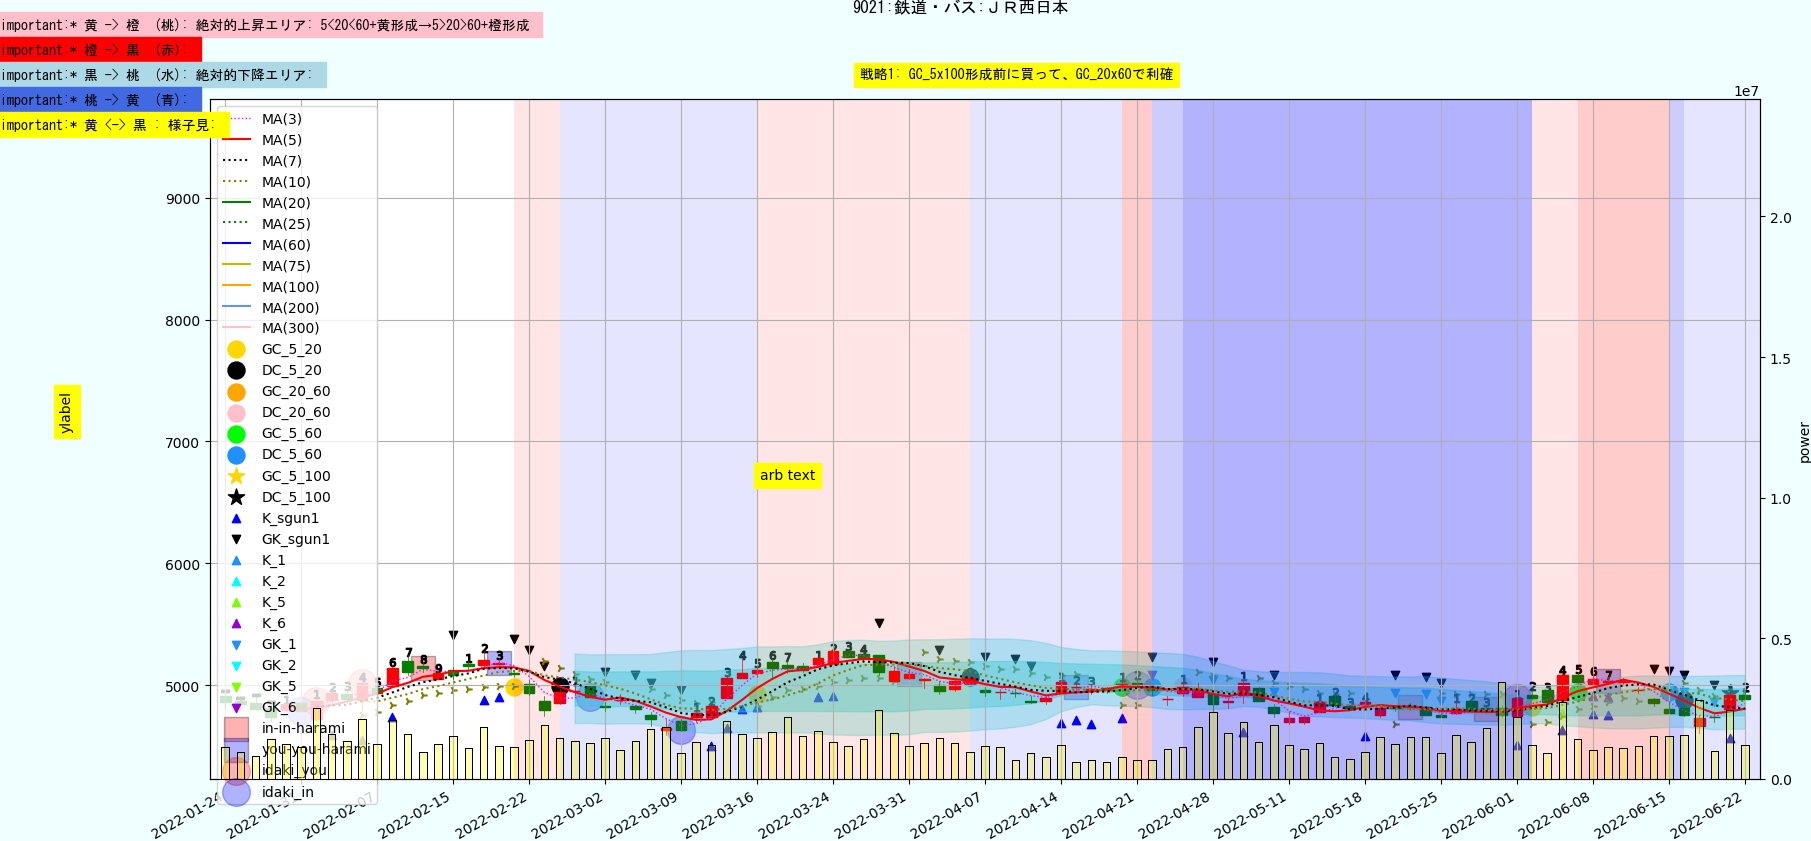 9021:鉄道・バス:ＪＲ西日本
important:* 黄 -> 橙 （桃）: 絶対的上昇エリア: 5<20<60+黄形成→5>20>60+橙形成
important:* 橙 -> 黒 （赤）:
important:* 黒 -> 桃 （水）: 絶対的下降エリア:
important:* 桃 -> 黄 （青）:
important:* 黄 <-> 黒 : 様子見:
戦略1: GC_5x100形成前に買って、GC_20x60で利確
1e7
MA(3)
MA(5)
MA(7)
MA(10)
MA(20)
MA(25)
MA(60)
MA(75)
MA(100)
MA(200)
MA(300)
GC_5_20
DC_5_20
GC_20_60
DC_20_60
GC_5_60
DC_5_60
GC_5_100
DC_5_100
K_sgun1
GK_sgun1
K_1
K_2
K_5
K_6
GK_1
GK_2
GK_5
GK_6
in-in-harami
you-you-harami
idaki_you
idaki_in
ylabel
9000
8000
7000
6000
5000
arb text
power
2.0
1.5
1.0
0.5
0.0
2022-01-24
2022-01-31
2022-02-07
2022-02-15
2022-02-22
2022-03-02
2022-03-09
2022-03-16
2022-03-24
2022-03-31
2022-04-07
2022-04-14
2022-04-21
2022-04-28
2022-05-11
2022-05-18
2022-05-25
2022-06-01
2022-06-08
2022-06-15
2022-06-22